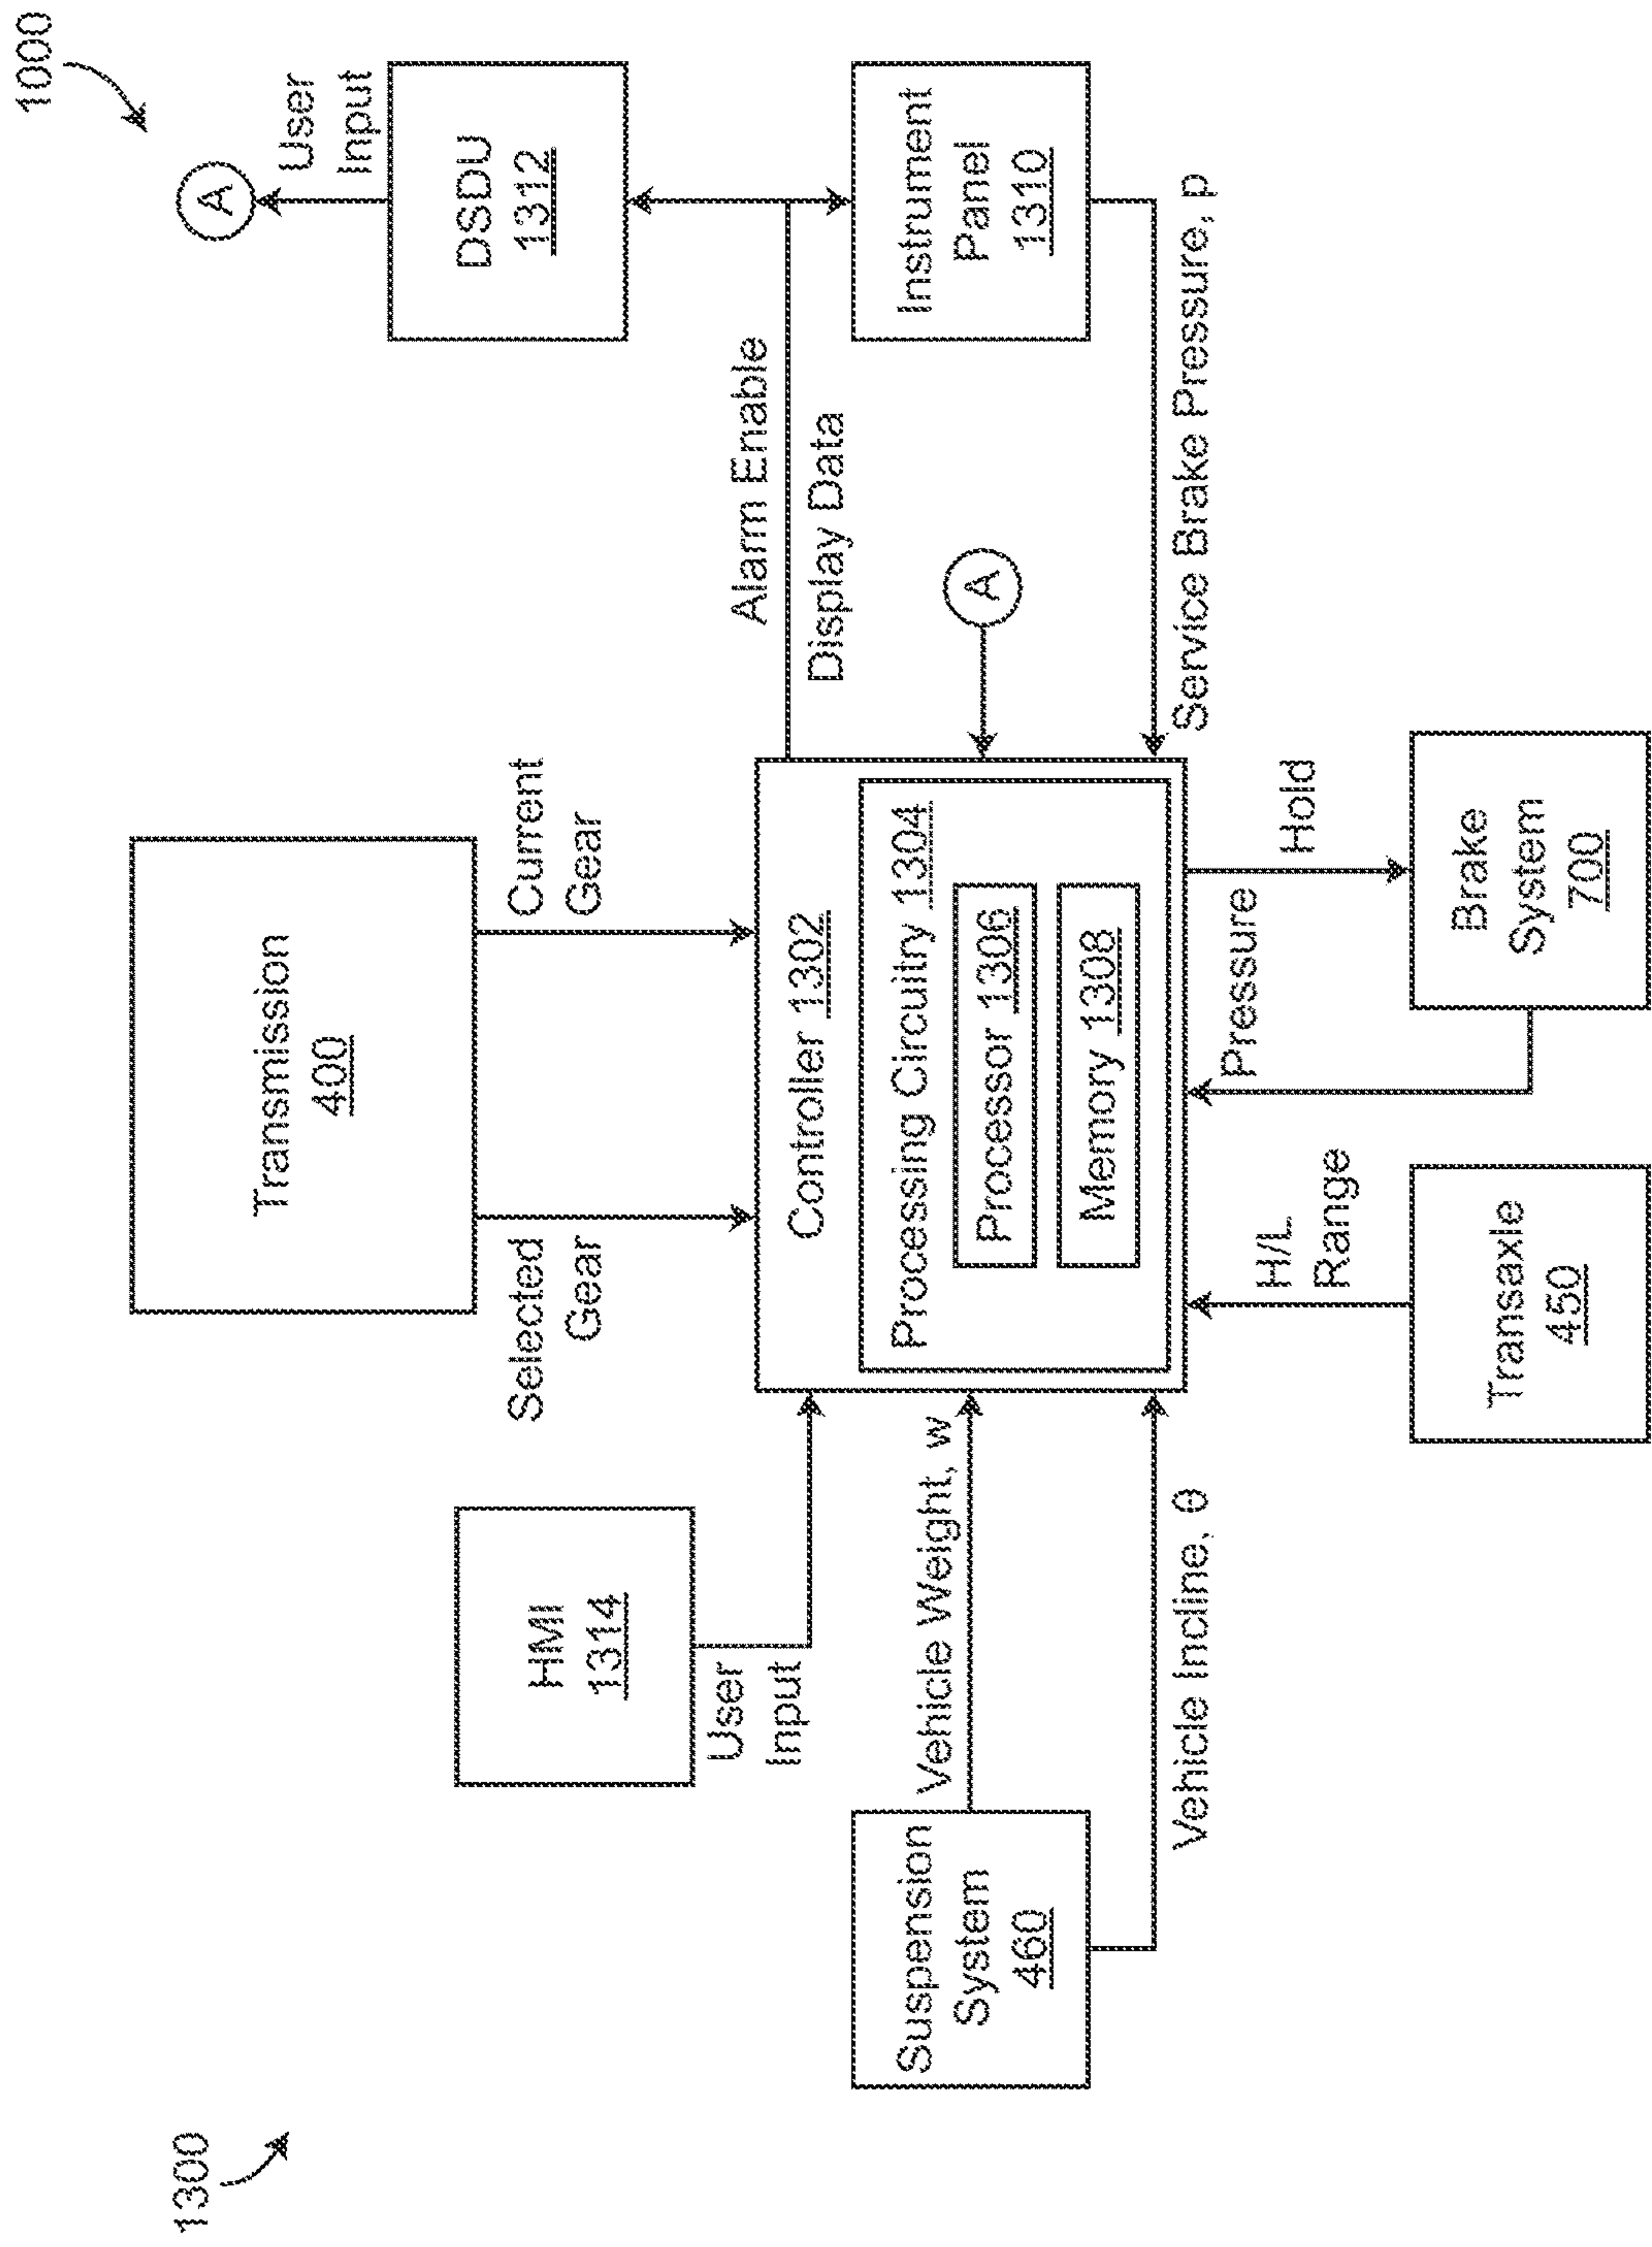 1300
1000
Transmission
400
Selected
Gear
Current
Gear
A
User
Input
DSDU
1312
HMI
1314
User
Input
Alarm Enable
Display Data
Controller 1302
Processing Circuitry 1304
Processor 1306
Memory 1308
A
Instrument
Panel
1310
Suspension
System
460
Vehicle Weight, w
Vehicle Incline, θ
Service Brake Pressure, p
H/L
Range
Pressure
Hold
Transaxle
450
Brake
System
700